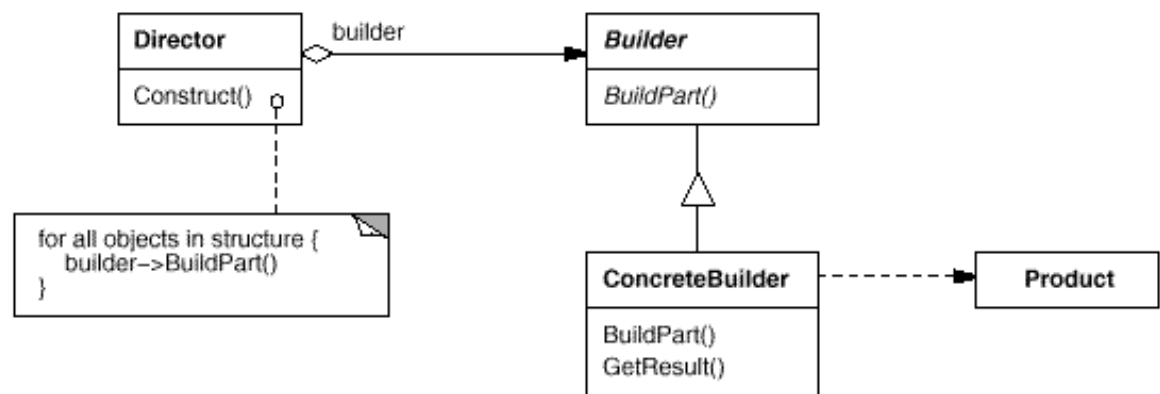 Director
Construct()
builder
Builder
BuildPart()
for all objects in structure {
builder->BuildPart()
}
ConcreteBuilder
BuildPart()
GetResult()
Product